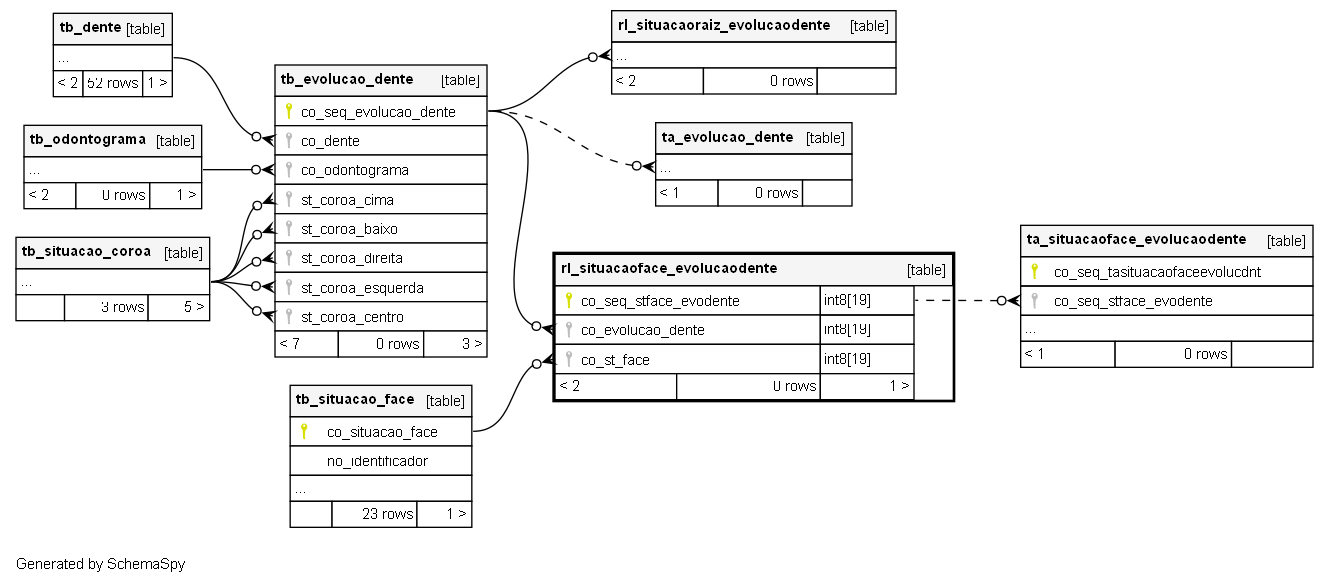 tb_dente [table]
...
< 2 52 rows 1 >
tb_odontograma [table]
...
< 2 0 rows 1 >
tb_situacao_coroa [table]
...
3 rows 5 >
tb_evolucao_dente [table]
co_seq_evolucao_dente
co_dente
co_odontograma
st_coroa_cima
st_coroa_baixo
st_coroa_direita
st_coroa_esquerda
st_coroa_centro
< 7 0 rows 3 >
tb_situacao_face [table]
co_situacao_face
no_identificador
...
23 rows 1 >
rl_situacaoraiz_evolucaodente [table]
...
< 2 0 rows
ta_evolucao_dente [table]
...
< 1 0 rows
rl_situacaoface_evolucaodente [table]
co_seq_stface_evodente int8[19]
co_evolucao_dente int8[19]
co_st_face int8[19]
< 2 0 rows 1 >
ta_situacaoface_evolucaodente [table]
co_seq_tasituacaofaceevolucdnt
co_seq_stface_evodente
...
< 1 0 rows
Generated by SchemaSpy